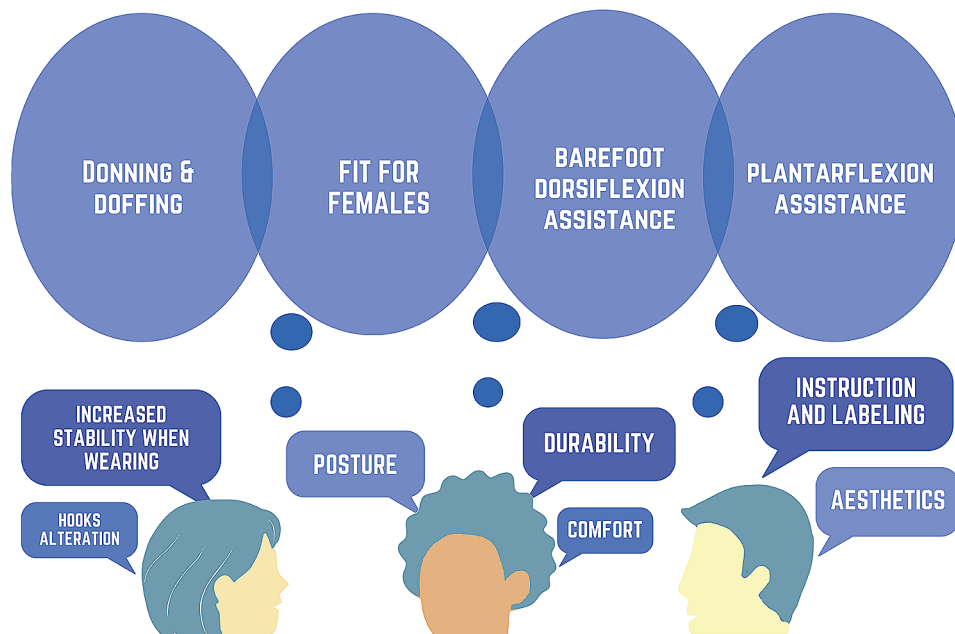 DONNING &
DOFFING
FIT FOR
FEMALES
BAREFOOT
DORSIFLEXION
ASSISTANCE
PLANTARFLEXION
ASSISTANCE
INCREASED
STABILITY WHEN
WEARING
HOOKS
ALTERATION
POSTURE
DURABILITY
COMFORT
INSTRUCTION
AND LABELING
AESTHETICS